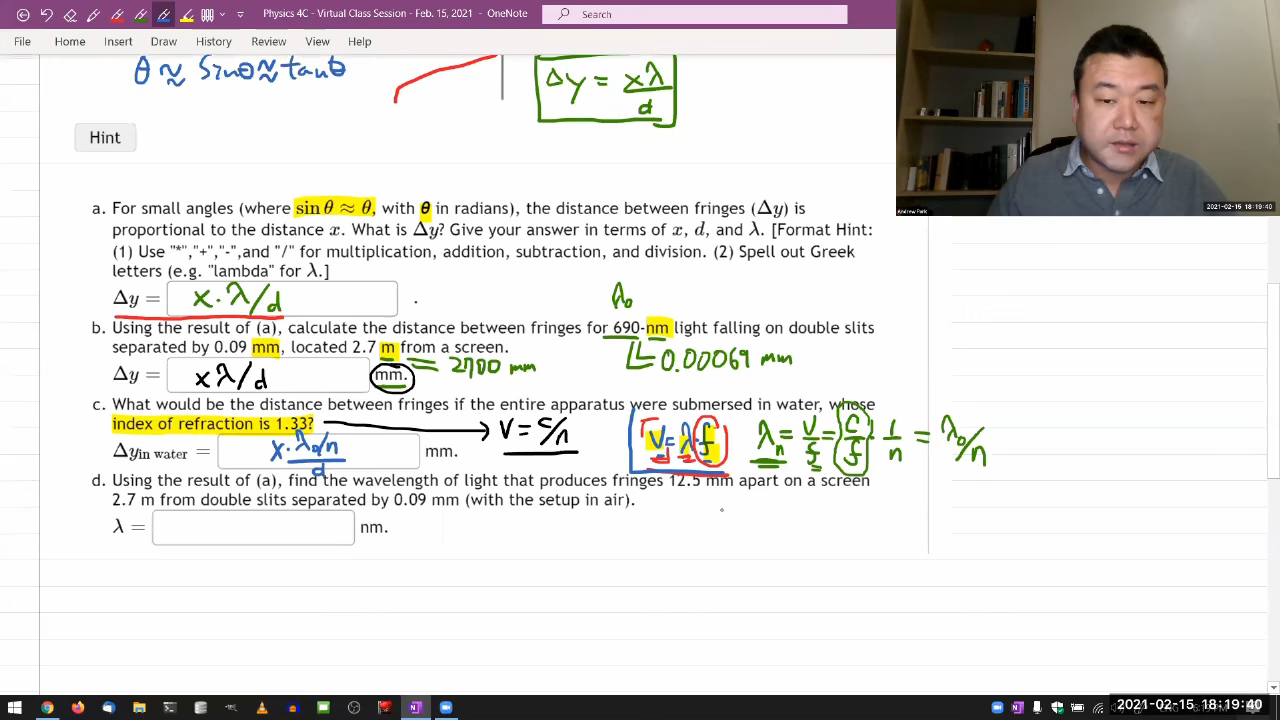 Physical 4C - Virtual Class Session - Feb. 15, 2021 - OneNote
Search
File Home Insert Draw History Review View Help
θ ≈ sinθ ≈ tanθ
Δy = xλ/d
Hint
Andrew Park
2021-02-15 18:19:40
a. For small angles (where sin θ ≈ θ, with θ in radians), the distance between fringes (Δy) is
proportional to the distance x. What is Δy? Give your answer in terms of x, d, and λ. [Format Hint:
(1) Use "*","+","-",and "/" for multiplication, addition, subtraction, and division. (2) Spell out Greek
letters (e.g. "lambda" for λ.]
Δy = x·λ/d .
λ₀
b. Using the result of (a), calculate the distance between fringes for 690-nm light falling on double slits
separated by 0.09 mm, located 2.7 m from a screen.
= 2700 mm
0.00069 mm
Δy = xλ/d mm.
c. What would be the distance between fringes if the entire apparatus were submersed in water, whose
index of refraction is 1.33?
v = c/n
v = λ·f
λₙ = v/f = c/f · 1/n = λ₀/n
Δy in water = x·λ₀/n/d mm.
d. Using the result of (a), find the wavelength of light that produces fringes 12.5 mm apart on a screen
2.7 m from double slits separated by 0.09 mm (with the setup in air).
λ = nm.
2021-02-15 18:19:40